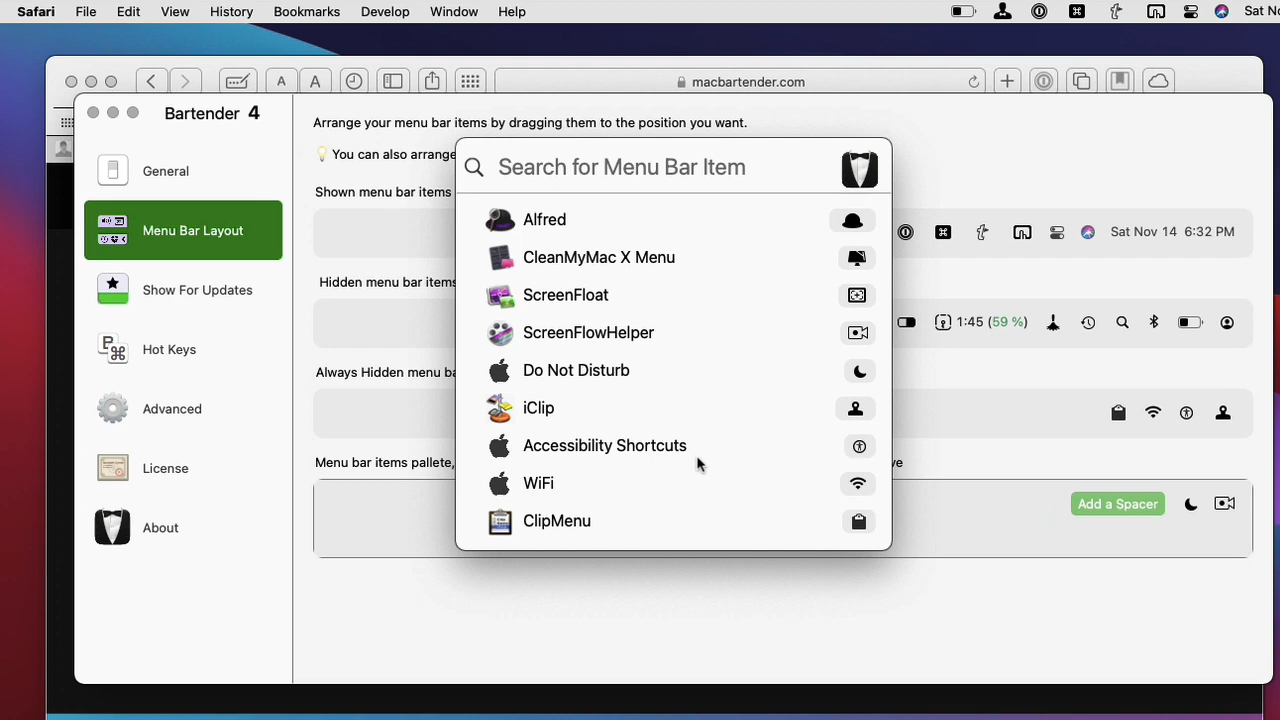 Safari File Edit View History Bookmarks Develop Window Help
macbartender.com
A A
Bartender 4
General
Menu Bar Layout
Show For Updates
Hot Keys
Advanced
License
About
Arrange your menu bar items by dragging them to the position you want.
You can also arrange
Shown menu bar items
Sat Nov 14 6:32 PM
Hidden menu bar items
1:45 (59 %)
Always Hidden menu
Menu bar items pallete,
Add a Spacer
Search for Menu Bar Item
Alfred
CleanMyMac X Menu
ScreenFloat
ScreenFlowHelper
Do Not Disturb
iClip
Accessibility Shortcuts
WiFi
ClipMenu